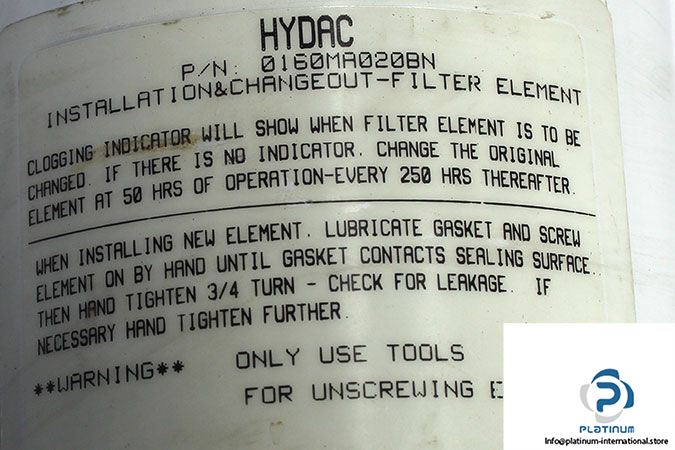 HYDAC
P/N: 0160MA020BN
INSTALLATION&CHANGEOUT-FILTER ELEMENT
CLOGGING INDICATOR WILL SHOW WHEN FILTER ELEMENT IS TO BE
CHANGED. IF THERE IS NO INDICATOR, CHANGE THE ORIGINAL
ELEMENT AT 50 HRS OF OPERATION-EVERY 250 HRS THEREAFTER.
WHEN INSTALLING NEW ELEMENT, LUBRICATE GASKET AND SCREW
ELEMENT ON BY HAND UNTIL GASKET CONTACTS SEALING SURFACE.
THEN HAND TIGHTEN 3/4 TURN - CHECK FOR LEAKAGE. IF
NECESSARY HAND TIGHTEN FURTHER.
**WARNING** ONLY USE TOOLS
FOR UNSCREWING
PLATINUM
Info@platinum-international.store